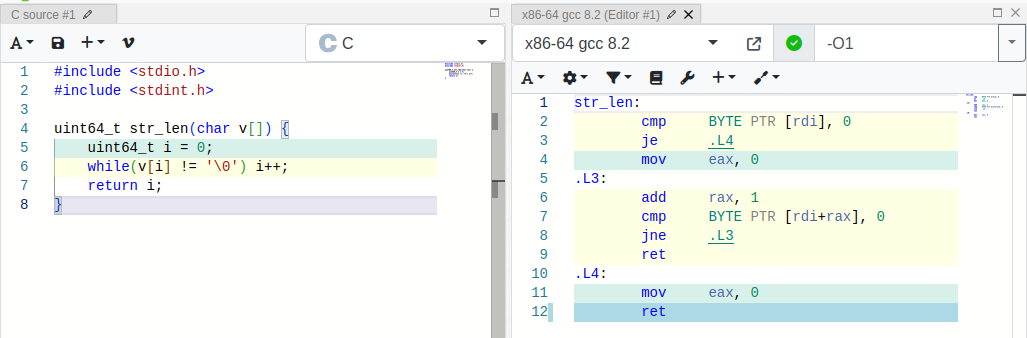 C source #1
A
C C
1 #include <stdio.h>
2 #include <stdint.h>
3
4 uint64_t str_len(char v[]) {
5     uint64_t i = 0;
6     while(v[i] != '\0') i++;
7     return i;
8 }
x86-64 gcc 8.2 (Editor #1)
x86-64 gcc 8.2
-O1
A
1 str_len:
2         cmp     BYTE PTR [rdi], 0
3         je      .L4
4         mov     eax, 0
5 .L3:
6         add     rax, 1
7         cmp     BYTE PTR [rdi+rax], 0
8         jne     .L3
9         ret
10 .L4:
11         mov     eax, 0
12         ret